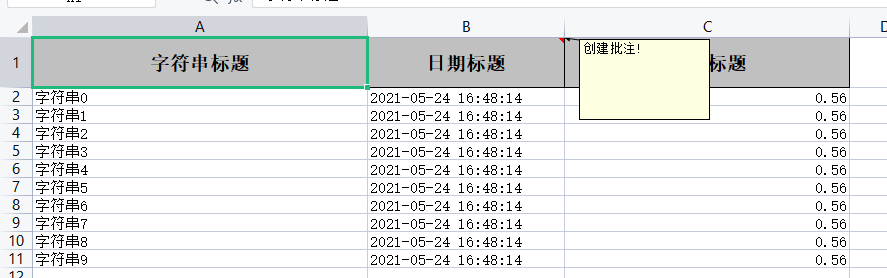 A B C D
1 字符串标题 日期标题 标题
创建批注!
2 字符串0 2021-05-24 16:48:14 0.56
3 字符串1 2021-05-24 16:48:14 0.56
4 字符串2 2021-05-24 16:48:14 0.56
5 字符串3 2021-05-24 16:48:14 0.56
6 字符串4 2021-05-24 16:48:14 0.56
7 字符串5 2021-05-24 16:48:14 0.56
8 字符串6 2021-05-24 16:48:14 0.56
9 字符串7 2021-05-24 16:48:14 0.56
10 字符串8 2021-05-24 16:48:14 0.56
11 字符串9 2021-05-24 16:48:14 0.56
12